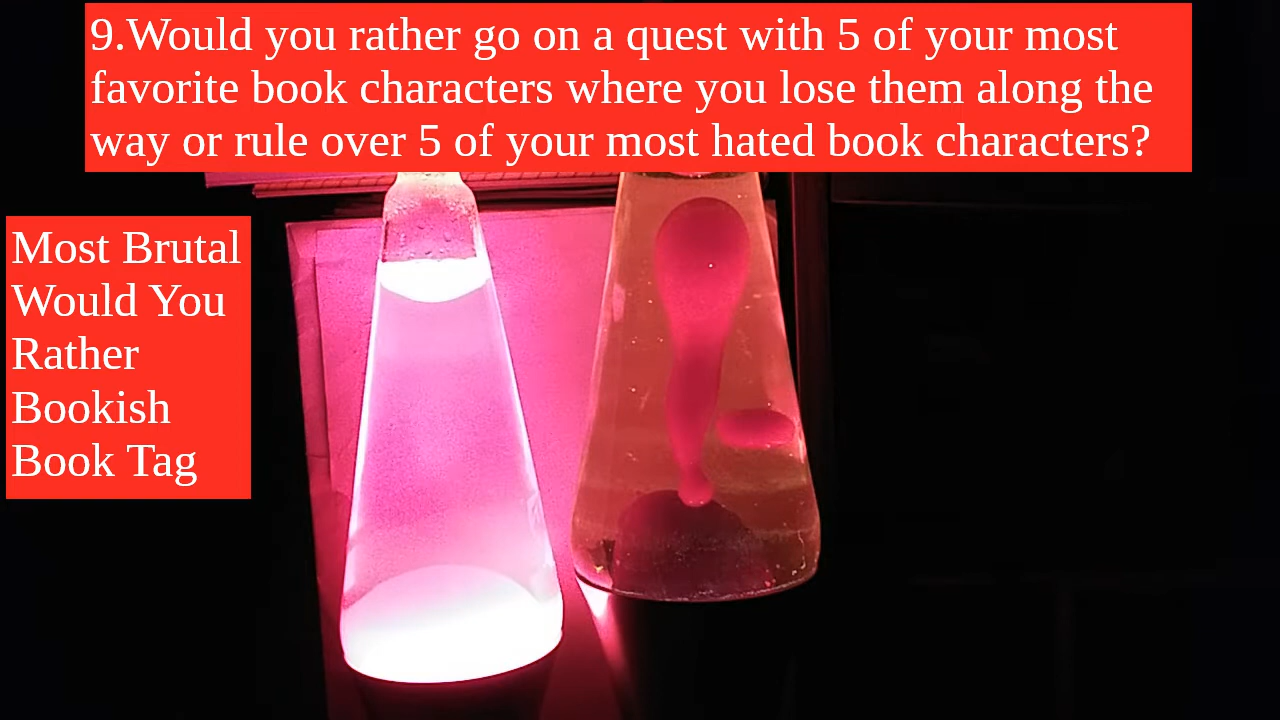 9.Would you rather go on a quest with 5 of your most
favorite book characters where you lose them along the
way or rule over 5 of your most hated book characters?
Most Brutal
Would You
Rather
Bookish
Book Tag